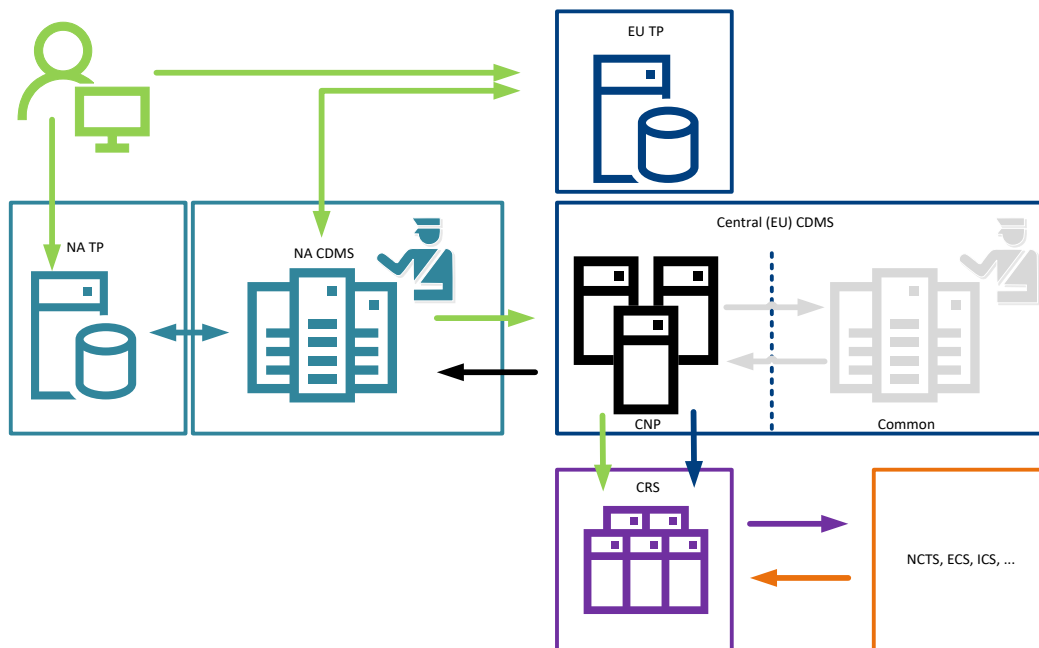 EU TP
Central (EU) CDMS
NA TP
NA CDMS
CNP
Common
CRS
NCTS, ECS, ICS, ...